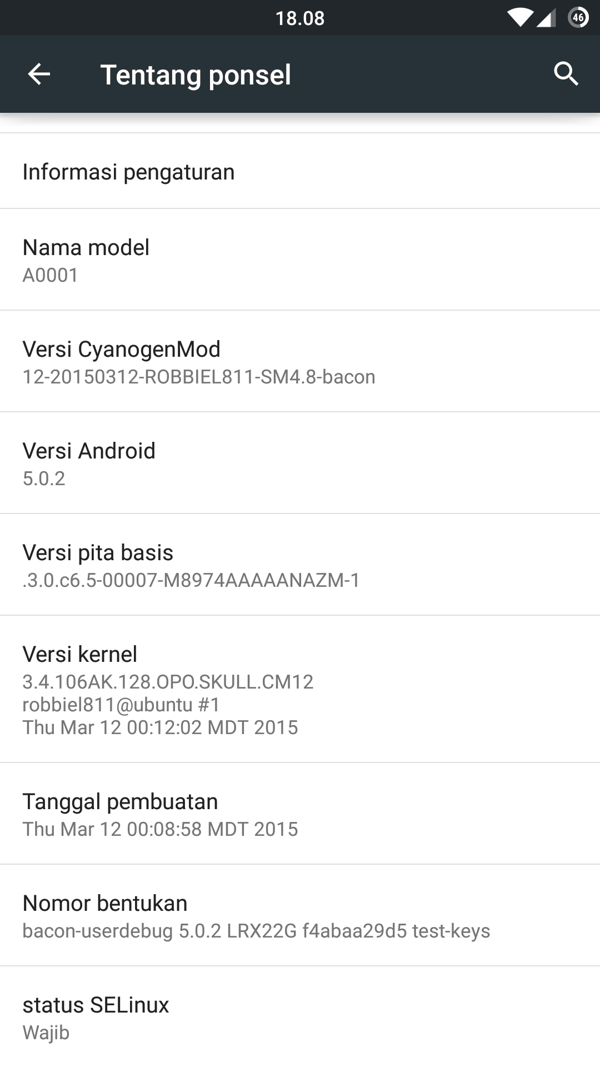 18.08
46
Tentang ponsel
Informasi pengaturan
Nama model
A0001
Versi CyanogenMod
12-20150312-ROBBIEL811-SM4.8-bacon
Versi Android
5.0.2
Versi pita basis
.3.0.c6.5-00007-M8974AAAAANAZM-1
Versi kernel
3.4.106AK.128.OPO.SKULL.CM12
robbiel811@ubuntu #1
Thu Mar 12 00:12:02 MDT 2015
Tanggal pembuatan
Thu Mar 12 00:08:58 MDT 2015
Nomor bentukan
bacon-userdebug 5.0.2 LRX22G f4abaa29d5 test-keys
status SELinux
Wajib